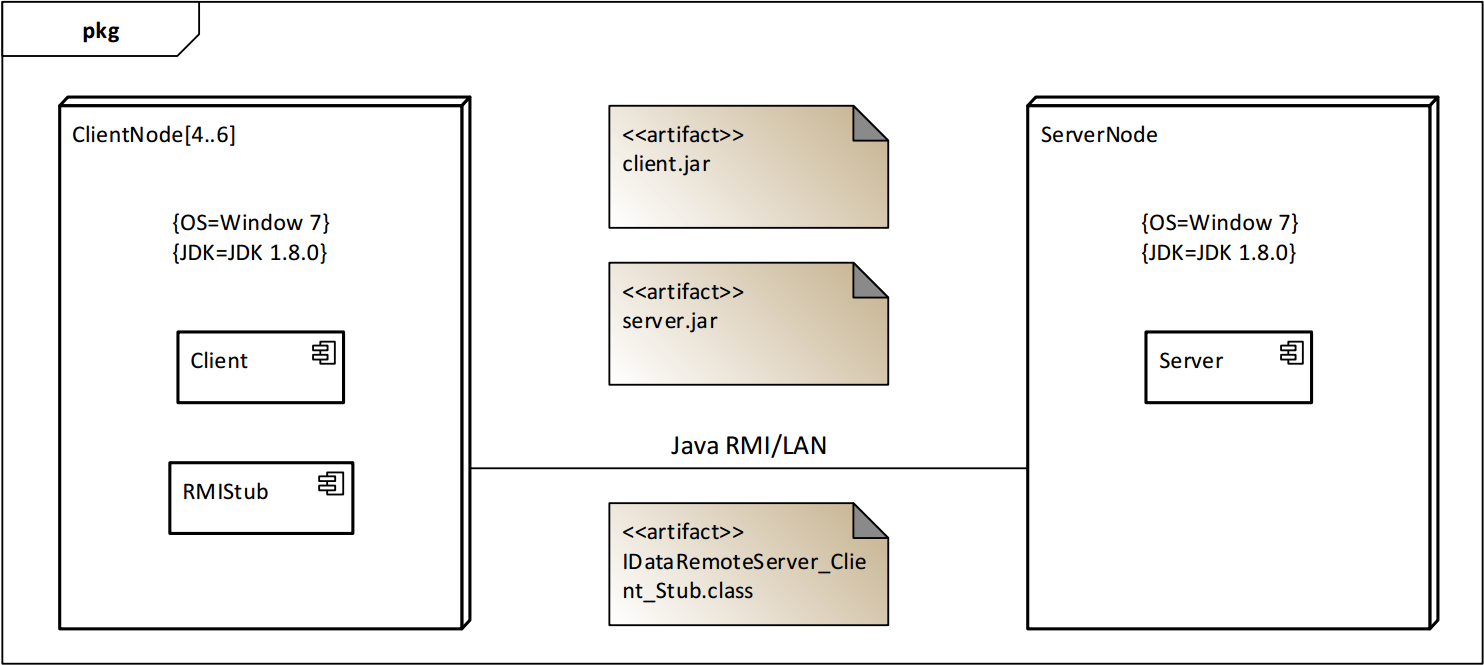 pkg
ClientNode[4..6]
{OS=Window 7}
{JDK=JDK 1.8.0}
Client
RMIStub
<<artifact>>
client.jar
<<artifact>>
server.jar
Java RMI/LAN
<<artifact>>
IDataRemoteServer_Clie
nt_Stub.class
ServerNode
{OS=Window 7}
{JDK=JDK 1.8.0}
Server